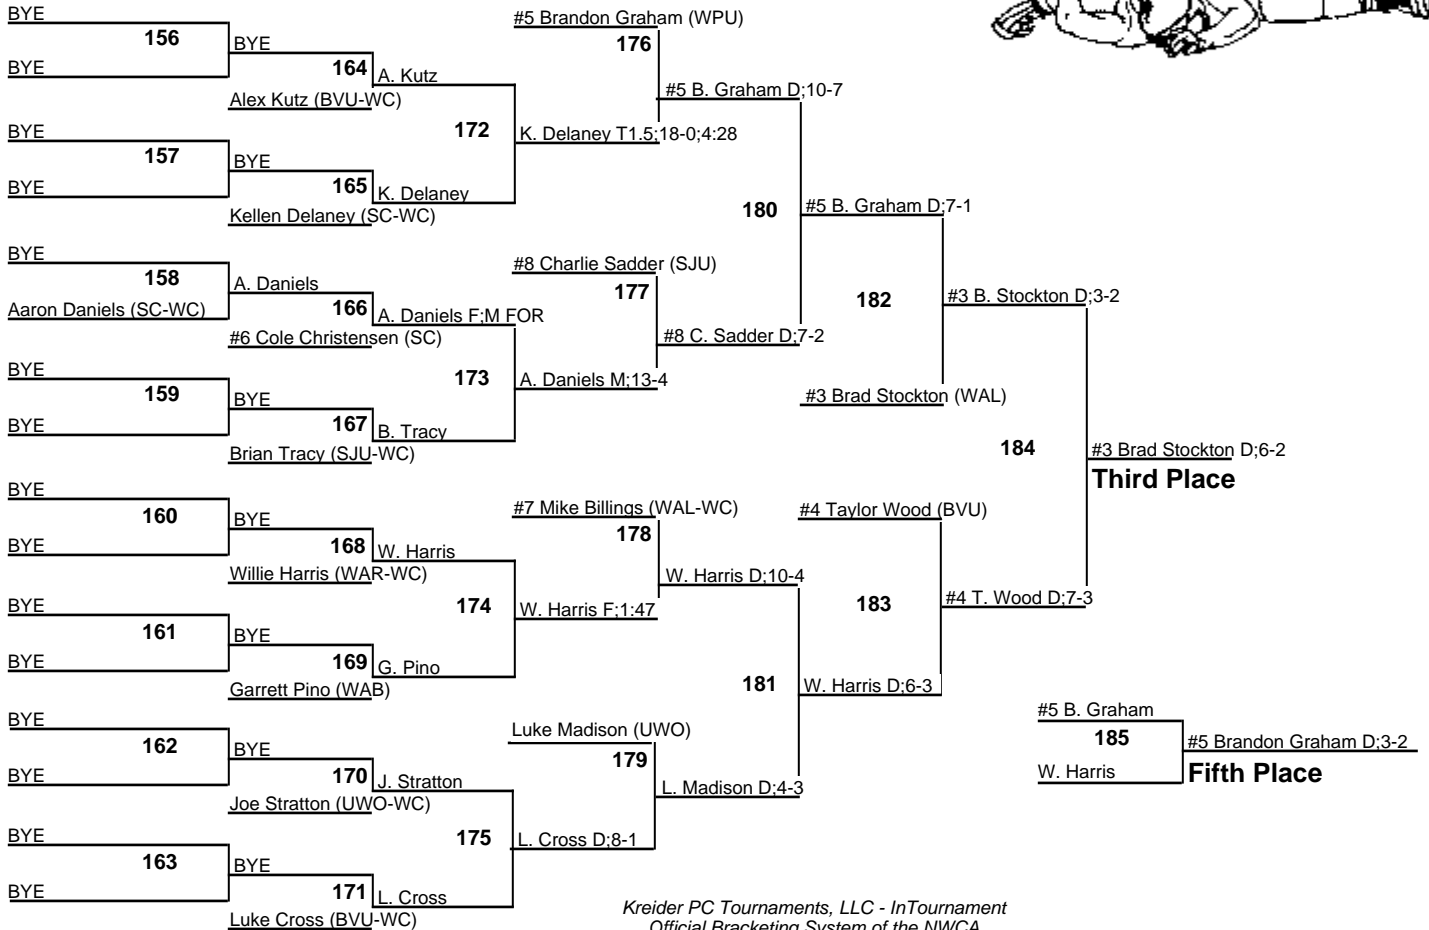 BYE
156
BYE
BYE
164
Alex Kutz (BVU-WC)
A. Kutz
BYE
157
BYE
BYE
165
Kellen Delaney (SC-WC)
K. Delaney
172
K. Delaney T1.5;18-0;4:28
#5 Brandon Graham (WPU)
176
#5 B. Graham D;10-7
BYE
158
Aaron Daniels (SC-WC)
A. Daniels
166
#6 Cole Christensen (SC)
A. Daniels F;M FOR
BYE
159
BYE
BYE
167
Brian Tracy (SJU-WC)
B. Tracy
173
A. Daniels M;13-4
#8 Charlie Sadder (SJU)
177
#8 C. Sadder D;7-2
180
#5 B. Graham D;7-1
182
#3 Brad Stockton (WAL)
#3 B. Stockton D;3-2
BYE
160
BYE
BYE
168
Willie Harris (WAR-WC)
W. Harris
BYE
161
BYE
BYE
169
Garrett Pino (WAB)
G. Pino
174
W. Harris F;1:47
#7 Mike Billings (WAL-WC)
178
W. Harris D;10-4
BYE
162
BYE
BYE
170
Joe Stratton (UWO-WC)
J. Stratton
BYE
163
BYE
BYE
171
Luke Cross (BVU-WC)
L. Cross
175
L. Cross D;8-1
Luke Madison (UWO)
179
L. Madison D;4-3
181
W. Harris D;6-3
#4 Taylor Wood (BVU)
183
#4 T. Wood D;7-3
184
#3 Brad Stockton D;6-2
Third Place
#5 B. Graham
185
W. Harris
#5 Brandon Graham D;3-2
Fifth Place
Kreider PC Tournaments, LLC - InTournament
Official Bracketing System of the NWCA